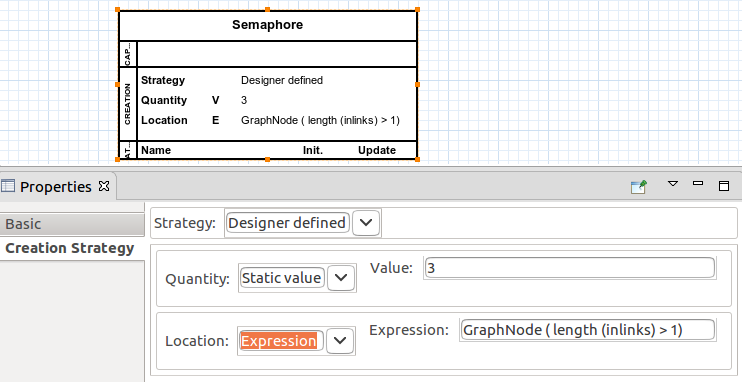 Semaphore
CAP...
CREATION
Strategy Designer defined
Quantity V 3
Location E GraphNode ( length (inlinks) > 1)
AT...
Name Init. Update
Properties
Basic
Creation Strategy
Strategy: Designer defined
Quantity: Static value Value: 3
Location: Expression Expression: GraphNode ( length (inlinks) > 1)